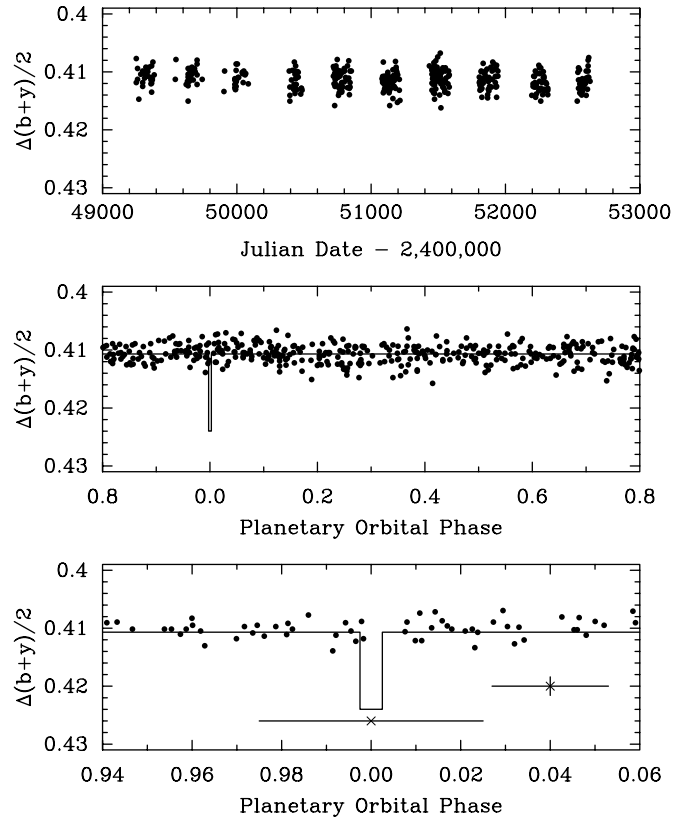 0.4
0.41
0.42
0.43
Δ(b+y)/2
49000 50000 51000 52000 53000
Julian Date − 2,400,000
0.4
0.41
0.42
0.43
Δ(b+y)/2
0.8 0.0 0.2 0.4 0.6 0.8
Planetary Orbital Phase
0.4
0.41
0.42
0.43
Δ(b+y)/2
0.94 0.96 0.98 0.00 0.02 0.04 0.06
Planetary Orbital Phase